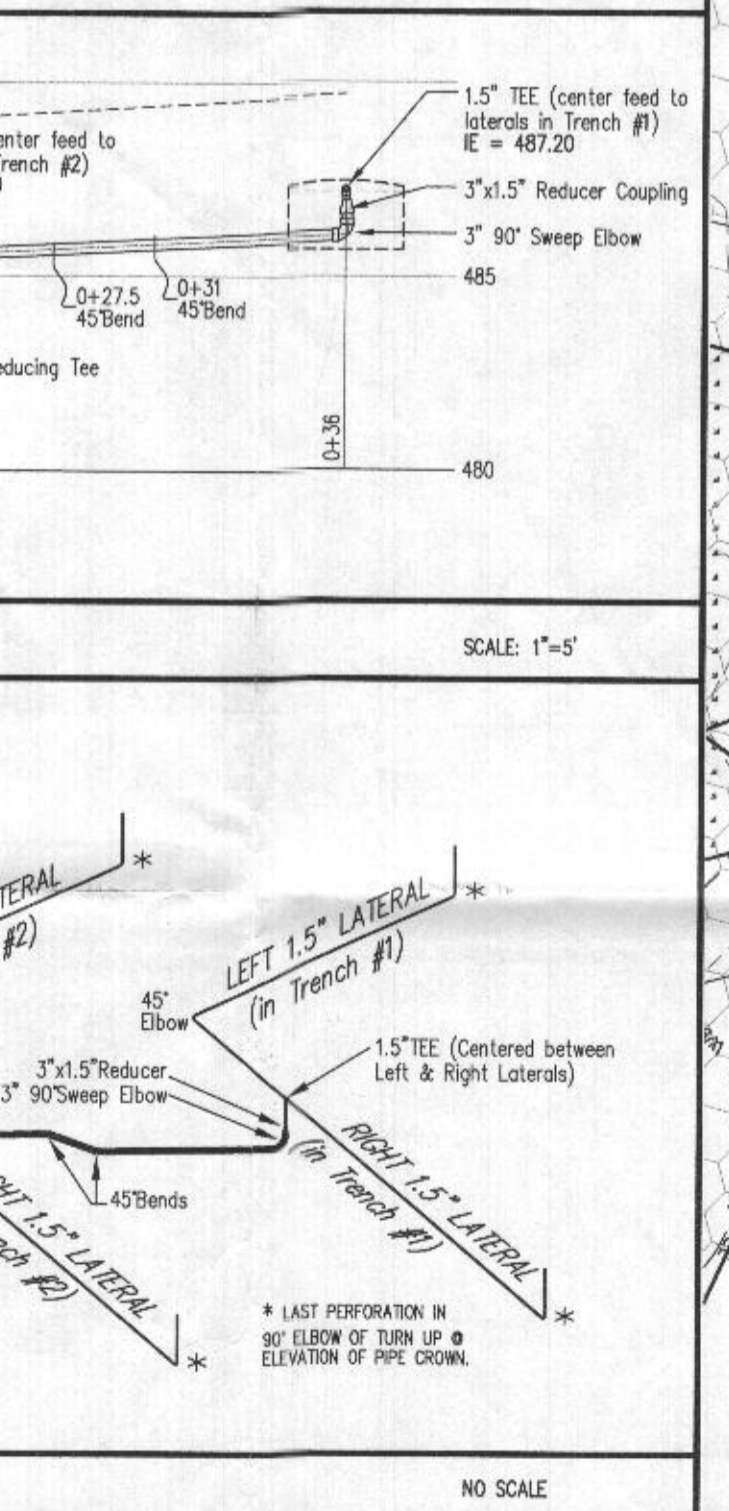 1.5" TEE (center feed to
laterals in Trench #1)
IE = 487.20
enter feed to
rench #2)
3"x1.5" Reducer Coupling
3" 90° Sweep Elbow
485
0+27.5
45°Bend
0+31
45°Bend
educing Tee
0+36
480
SCALE: 1"=5'
TERAL
#2)
*
LEFT 1.5" LATERAL
(in Trench #1)
*
45°
Elbow
1.5"TEE (Centered between
Left & Right Laterals)
3"x1.5"Reducer
3" 90°Sweep Elbow
RIGHT 1.5" LATERAL
(in Trench #1)
*
45°Bends
HT 1.5" LATERAL
ch #2)
*
* LAST PERFORATION IN
90° ELBOW OF TURN UP @
ELEVATION OF PIPE CROWN.
NO SCALE